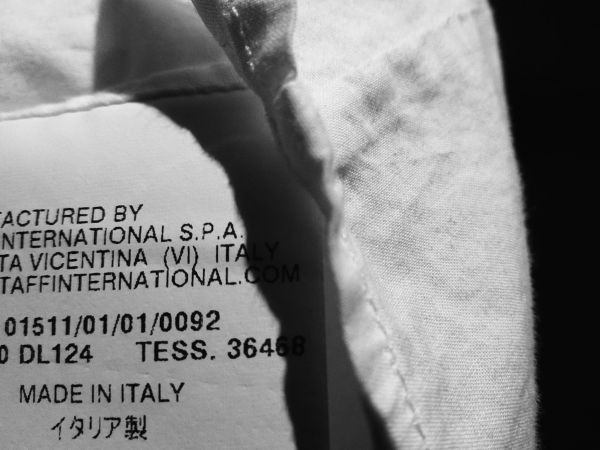 FACTURED BY
INTERNATIONAL S.P.A.
TA VICENTINA (VI) ITALY
TAFFINTERNATIONAL.COM
01511/01/01/0092
0 DL124 TESS. 36468
MADE IN ITALY
イタリア製